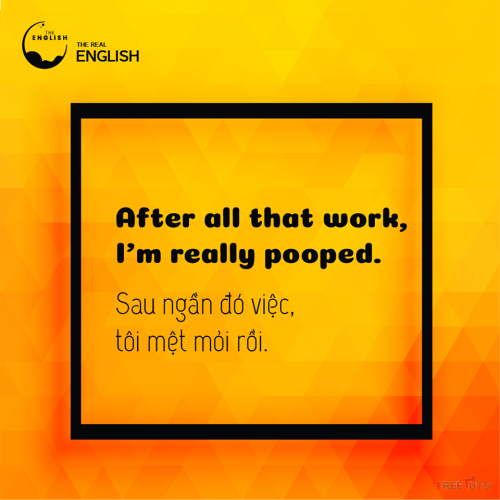 THE
ENGLISH
THE REAL
ENGLISH
After all that work,
I'm really pooped.
Sau ngần đó việc,
tôi mệt mỏi rồi.